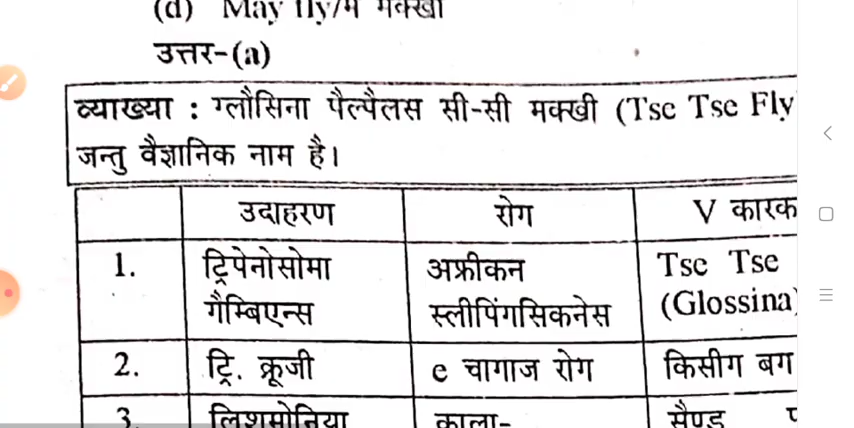 (d) May fly/मे मक्खी
उत्तर-(a)
व्याख्या : ग्लौसिना पैल्पैलस सी-सी मक्खी (Tse Tse Fly
जन्तु वैज्ञानिक नाम है।
उदाहरण रोग V कारक
1. ट्रिपेनोसोमा अफ्रीकन Tse Tse
गैम्बिएन्स स्लीपिंगसिकनेस (Glossina)
2. ट्रि. क्रूजी e चागाज रोग किसीग बग
3. लिशमोनिया काला- सैण्ड